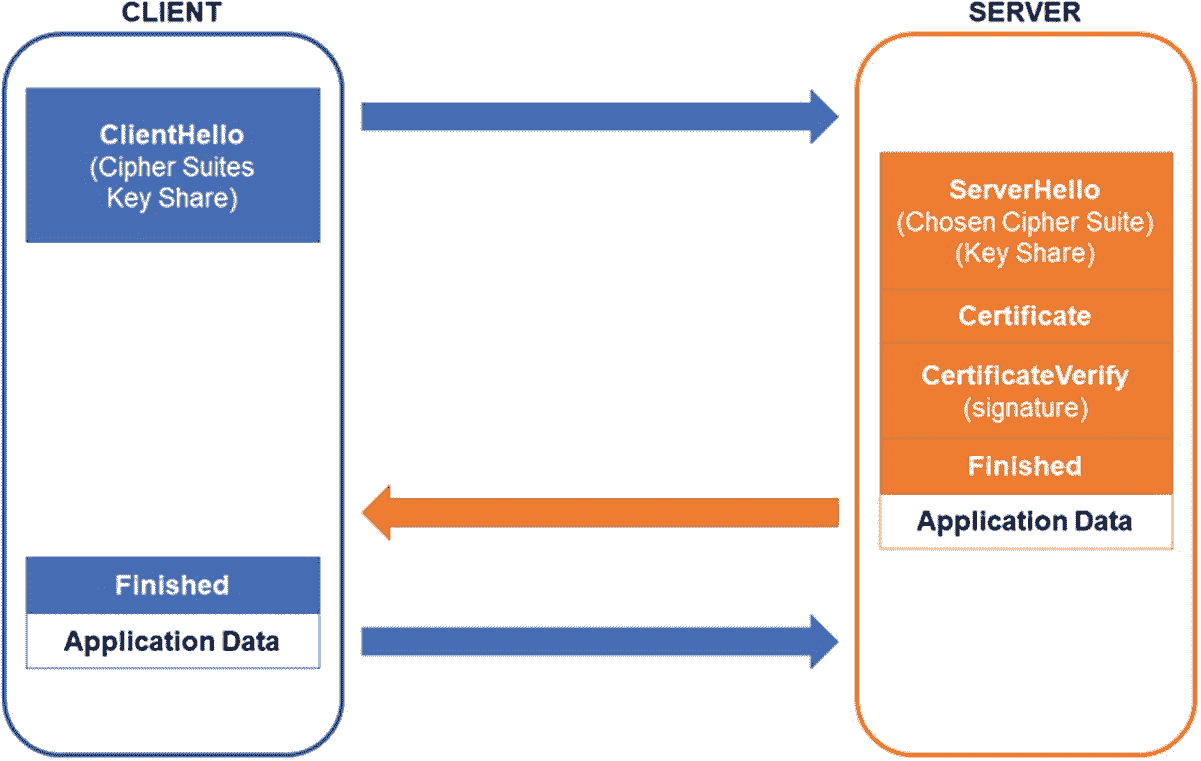 CLIENT
SERVER
ClientHello
(Cipher Suites
Key Share)
ServerHello
(Chosen Cipher Suite)
(Key Share)
Certificate
CertificateVerify
(signature)
Finished
Application Data
Finished
Application Data